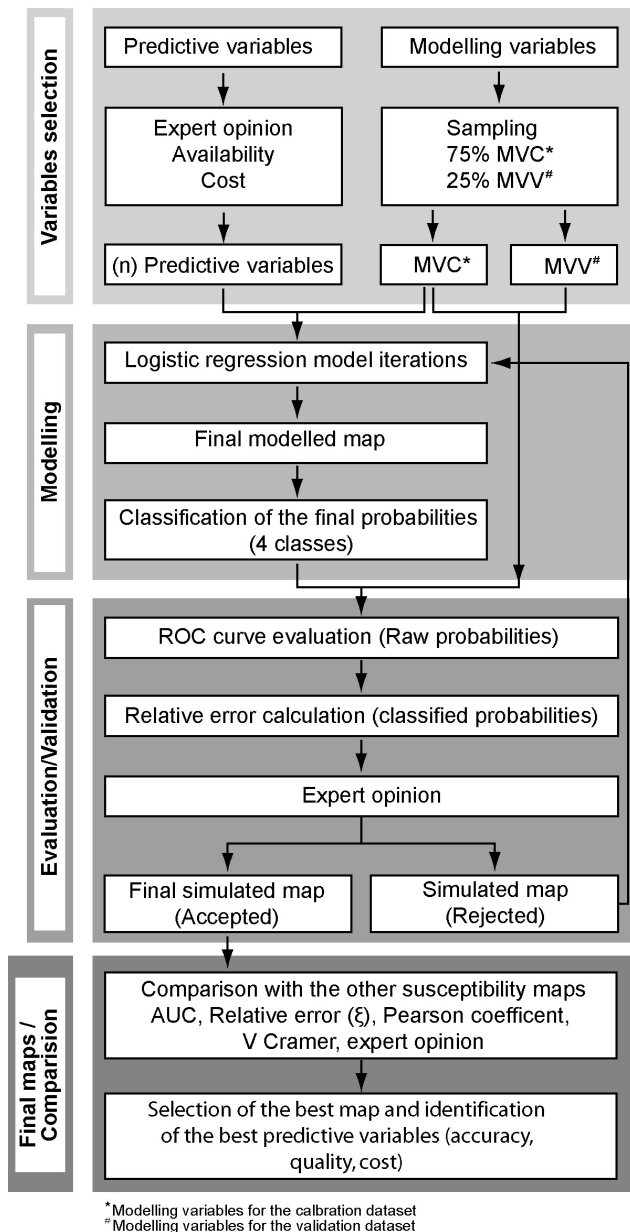 Variables selection
Predictive variables
Modelling variables
Expert opinion
Availability
Cost
Sampling
75% MVC*
25% MVV#
(n) Predictive variables
MVC*
MVV#
Modelling
Logistic regression model iterations
Final modelled map
Classification of the final probabilities
(4 classes)
Evaluation/Validation
ROC curve evaluation (Raw probabilities)
Relative error calculation (classified probabilities)
Expert opinion
Final simulated map
(Accepted)
Simulated map
(Rejected)
Final maps /
Comparision
Comparison with the other susceptibility maps
AUC, Relative error (ξ), Pearson coefficent,
V Cramer, expert opinion
Selection of the best map and identification
of the best predictive variables (accuracy,
quality, cost)
*Modelling variables for the calbration dataset
#Modelling variables for the validation dataset